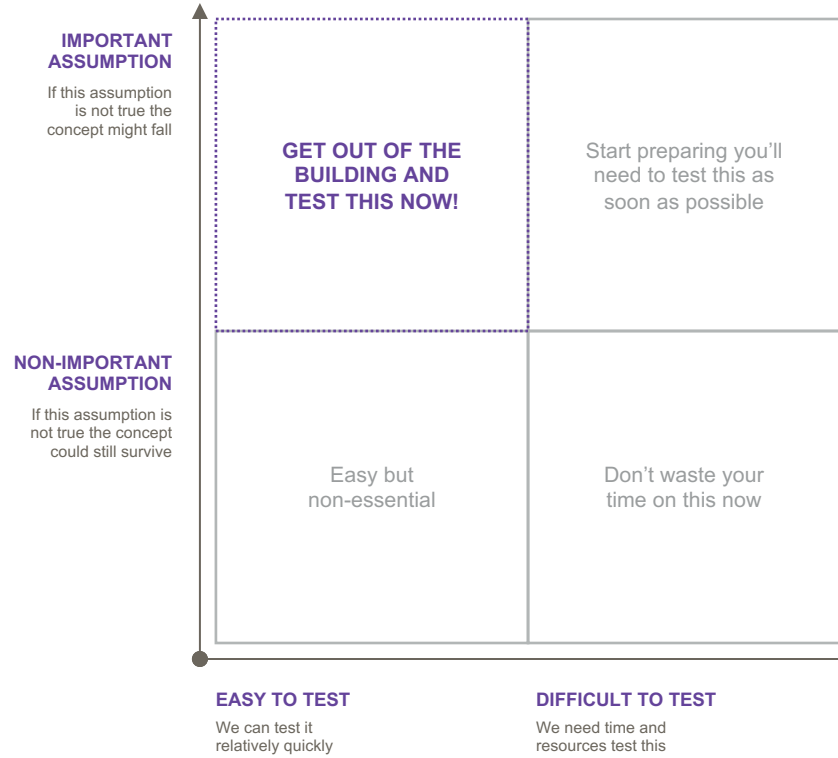 IMPORTANT
ASSUMPTION
If this assumption
is not true the
concept might fall
GET OUT OF THE
BUILDING AND
TEST THIS NOW!
Start preparing you'll
need to test this as
soon as possible
NON-IMPORTANT
ASSUMPTION
If this assumption is
not true the concept
could still survive
Easy but
non-essential
Don't waste your
time on this now
EASY TO TEST
We can test it
relatively quickly
DIFFICULT TO TEST
We need time and
resources test this